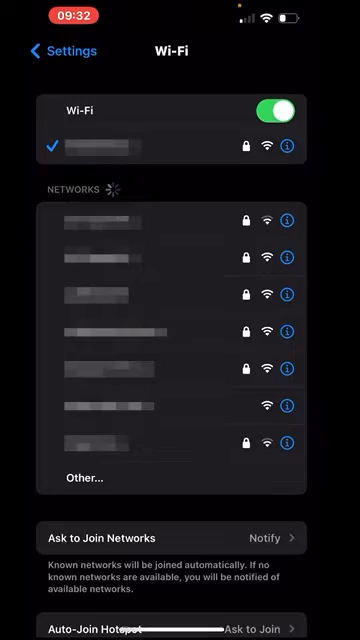 09:32
Settings
Wi-Fi
Wi-Fi
NETWORKS
Other...
Ask to Join Networks Notify
Known networks will be joined automatically. If no
known networks are available, you will be notified of
available networks.
Auto-Join Hotspot Ask to Join